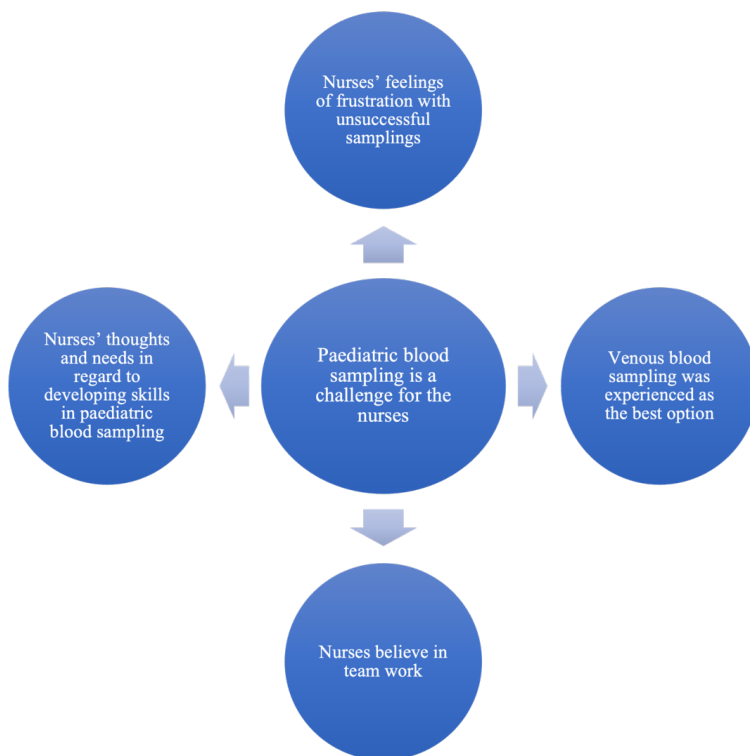 Nurses’ feelings
of frustration with
unsuccessful
samplings
Nurses’ thoughts
and needs in
regard to
developing skills
in paediatric
blood sampling
Paediatric blood
sampling is a
challenge for the
nurses
Venous blood
sampling was
experienced as
the best option
Nurses believe in
team work